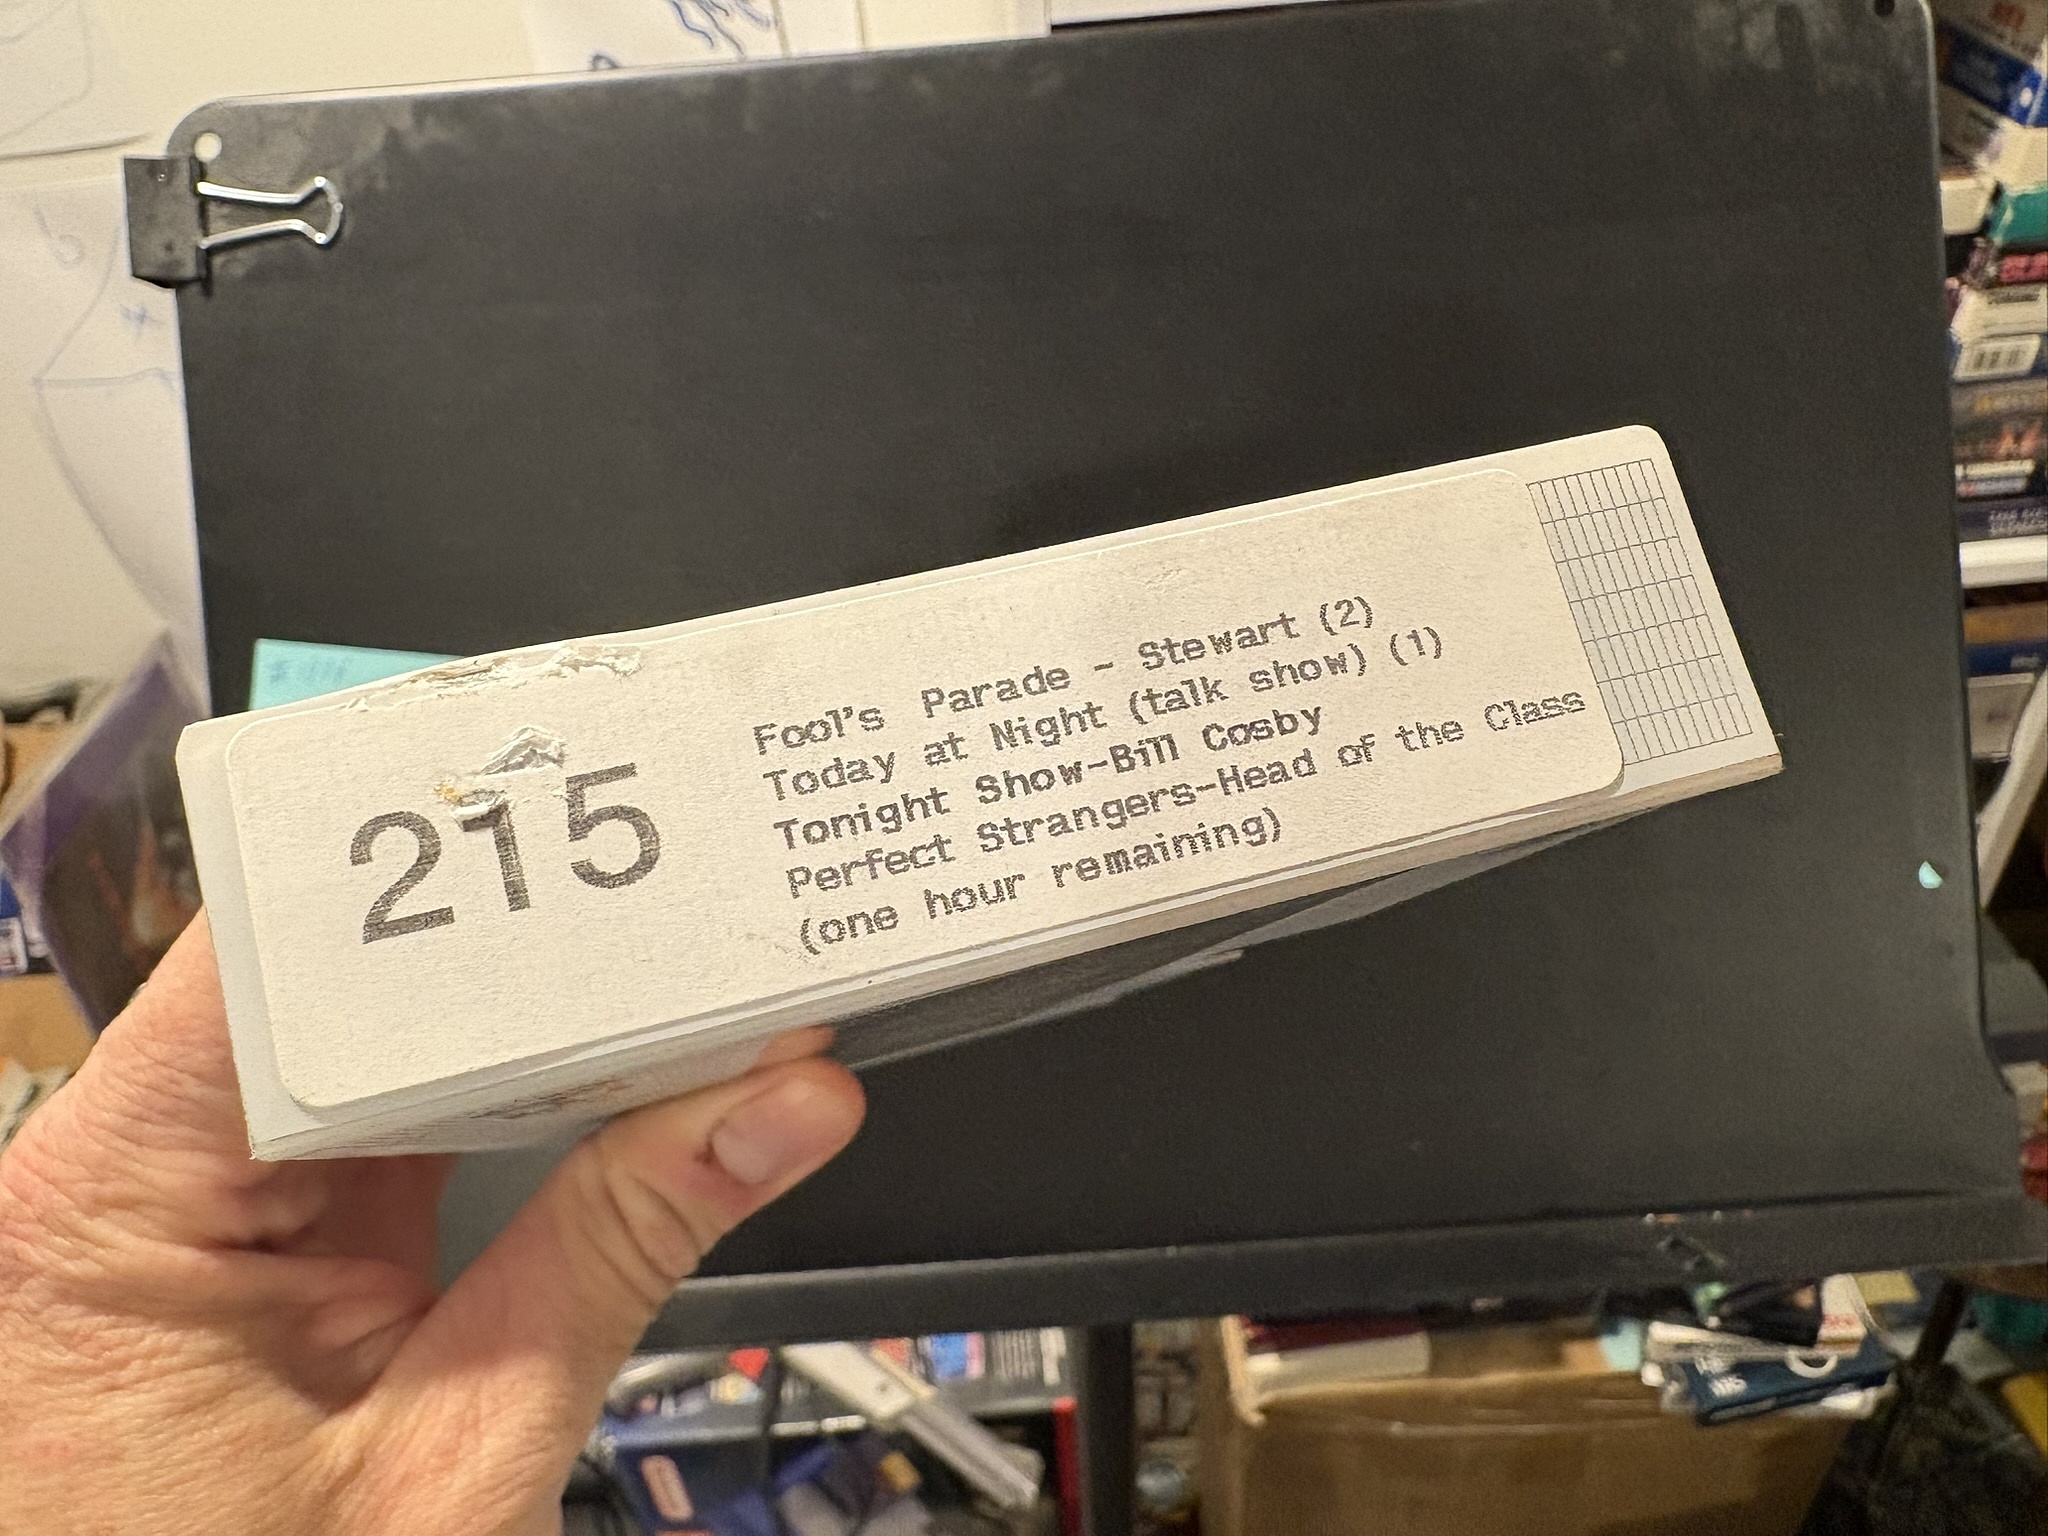 215
Fool's Parade - Stewart (2)
Today at Night (talk show) (1)
Tonight Show-Bill Cosby
Perfect Strangers-Head of the Class
(one hour remaining)